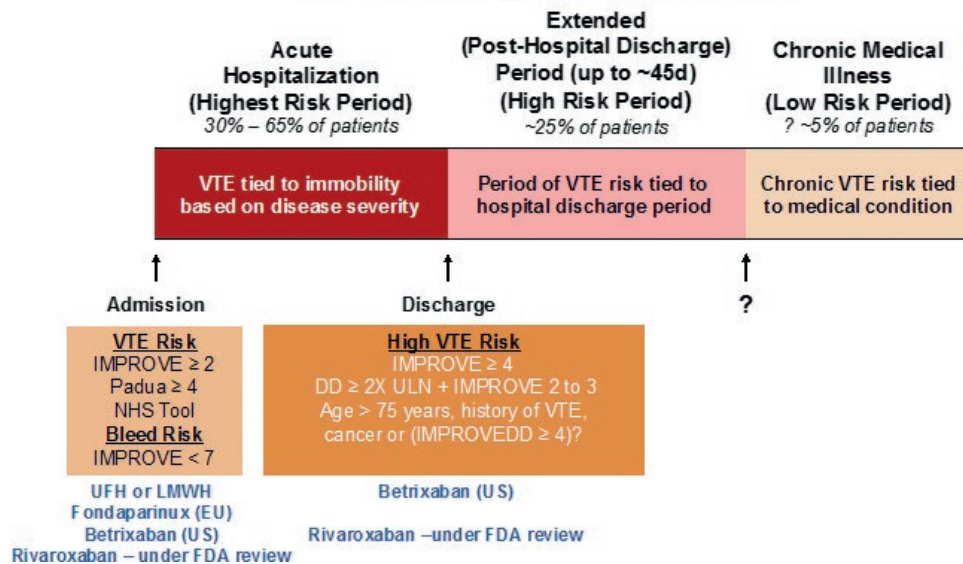 Acute
Hospitalization
(Highest Risk Period)
30% – 65% of patients
Extended
(Post-Hospital Discharge)
Period (up to ~45d)
(High Risk Period)
~25% of patients
Chronic Medical
Illness
(Low Risk Period)
? ~5% of patients
VTE tied to immobility
based on disease severity
Period of VTE risk tied to
hospital discharge period
Chronic VTE risk tied
to medical condition
Admission
Discharge
?
VTE Risk
IMPROVE ≥ 2
Padua ≥ 4
NHS Tool
Bleed Risk
IMPROVE < 7
High VTE Risk
IMPROVE ≥ 4
DD ≥ 2X ULN + IMPROVE 2 to 3
Age > 75 years, history of VTE,
cancer or (IMPROVEDD ≥ 4)?
UFH or LMWH
Fondaparinux (EU)
Betrixaban (US)
Rivaroxaban – under FDA review
Betrixaban (US)
Rivaroxaban –under FDA review